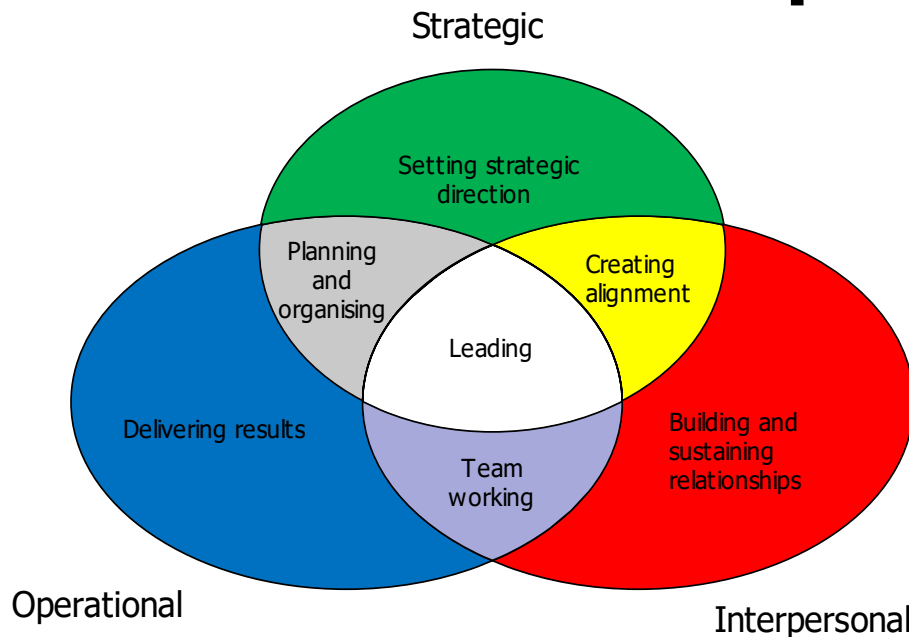 Strategic
Setting strategic
direction
Planning
and
organising
Creating
alignment
Leading
Delivering results
Building and
sustaining
relationships
Team
working
Operational
Interpersonal